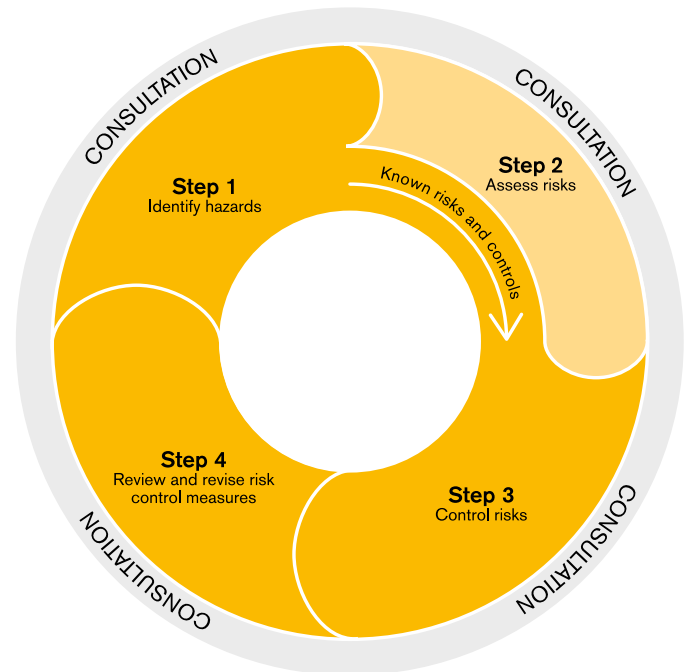 CONSULTATION
CONSULTATION
Step 1
Identify hazards
Step 2
Assess risks
Known risks and controls
Step 3
Control risks
Step 4
Review and revise risk
control measures
CONSULTATION
CONSULTATION